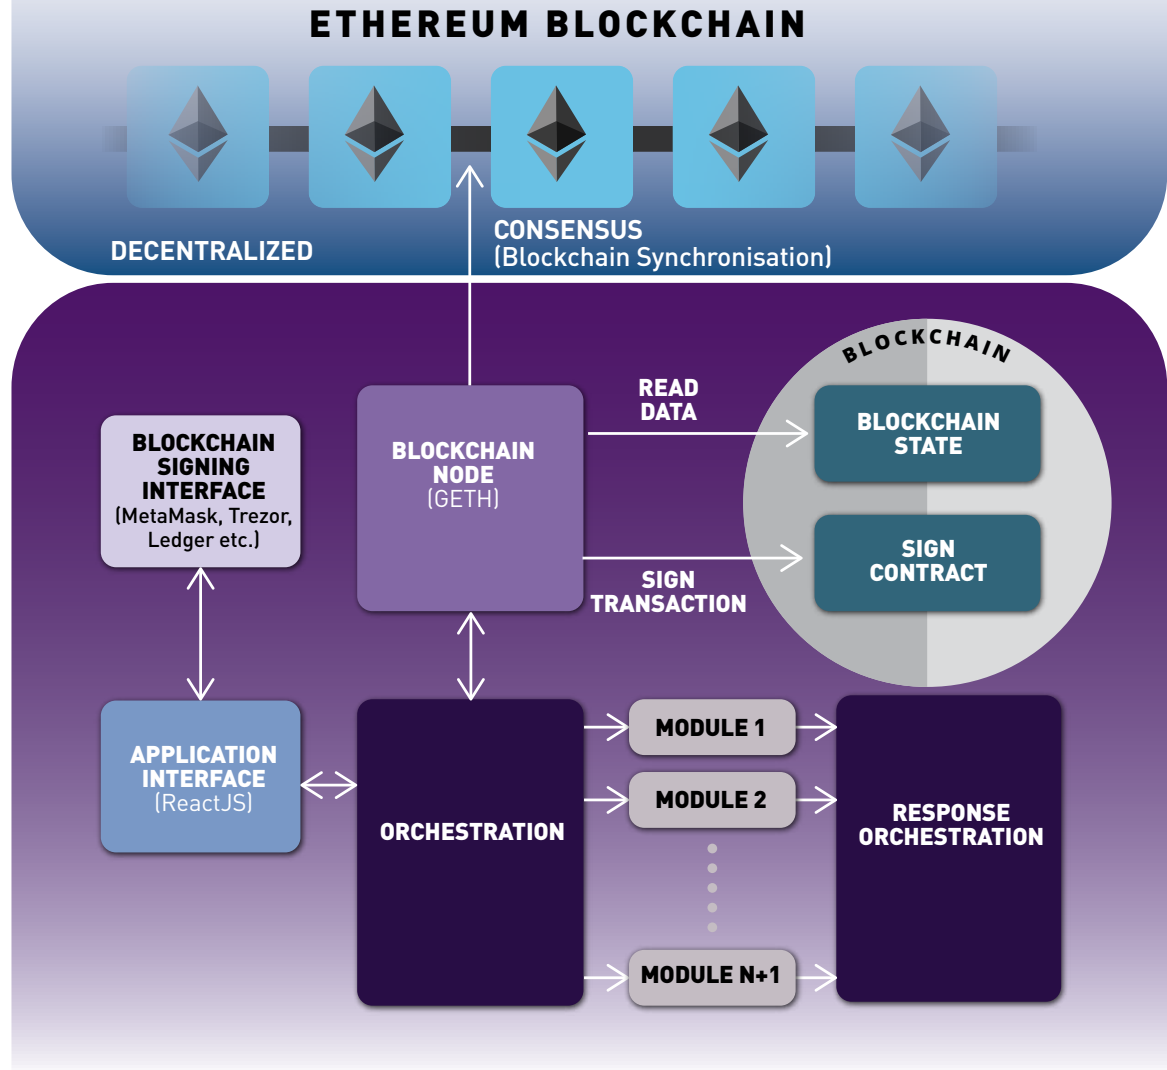 ETHEREUM BLOCKCHAIN
DECENTRALIZED
CONSENSUS
(Blockchain Synchronisation)
BLOCKCHAIN
SIGNING
INTERFACE
(MetaMask, Trezor,
Ledger etc.)
BLOCKCHAIN
NODE
(GETH)
READ
DATA
SIGN
TRANSACTION
BLOCKCHAIN
BLOCKCHAIN
STATE
SIGN
CONTRACT
APPLICATION
INTERFACE
(ReactJS)
ORCHESTRATION
MODULE 1
MODULE 2
MODULE N+1
RESPONSE
ORCHESTRATION